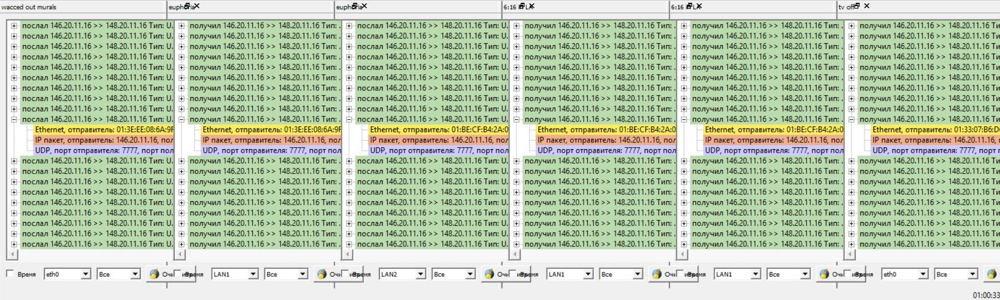 wacced out murals
послал 146.20.11.16 >> 148.20.11.16 Тип: U.
послал 146.20.11.16 >> 148.20.11.16 Тип: U.
послал 146.20.11.16 >> 148.20.11.16 Тип: U.
послал 146.20.11.16 >> 148.20.11.16 Тип: U.
послал 146.20.11.16 >> 148.20.11.16 Тип: U.
послал 146.20.11.16 >> 148.20.11.16 Тип: U.
послал 146.20.11.16 >> 148.20.11.16 Тип: U.
послал 146.20.11.16 >> 148.20.11.16 Тип: U.
послал 146.20.11.16 >> 148.20.11.16 Тип: U.
послал 146.20.11.16 >> 148.20.11.16 Тип: U.
Ethernet, отправитель: 01:3E:EE:08:6A:9F
IP пакет, отправитель: 146.20.11.16, пол
UDP, порт отправителя: 7777, порт пол
послал 146.20.11.16 >> 148.20.11.16 Тип: U.
послал 146.20.11.16 >> 148.20.11.16 Тип: U.
послал 146.20.11.16 >> 148.20.11.16 Тип: U.
послал 146.20.11.16 >> 148.20.11.16 Тип: U.
послал 146.20.11.16 >> 148.20.11.16 Тип: U.
послал 146.20.11.16 >> 148.20.11.16 Тип: U.
послал 146.20.11.16 >> 148.20.11.16 Тип: U.
послал 146.20.11.16 >> 148.20.11.16 Тип: U.
послал 146.20.11.16 >> 148.20.11.16 Тип: U.
Время eth0 Все Очи
euphoria
получил 146.20.11.16 >> 148.20.11.16 Тип: .
получил 146.20.11.16 >> 148.20.11.16 Тип: .
получил 146.20.11.16 >> 148.20.11.16 Тип: .
получил 146.20.11.16 >> 148.20.11.16 Тип: .
получил 146.20.11.16 >> 148.20.11.16 Тип: .
получил 146.20.11.16 >> 148.20.11.16 Тип: .
получил 146.20.11.16 >> 148.20.11.16 Тип: .
получил 146.20.11.16 >> 148.20.11.16 Тип: .
получил 146.20.11.16 >> 148.20.11.16 Тип: .
получил 146.20.11.16 >> 148.20.11.16 Тип: .
Ethernet, отправитель: 01:3E:EE:08:6A:9F
IP пакет, отправитель: 146.20.11.16, пол
UDP, порт отправителя: 7777, порт пол
получил 146.20.11.16 >> 148.20.11.16 Тип: .
получил 146.20.11.16 >> 148.20.11.16 Тип: .
получил 146.20.11.16 >> 148.20.11.16 Тип: .
получил 146.20.11.16 >> 148.20.11.16 Тип: .
получил 146.20.11.16 >> 148.20.11.16 Тип: .
получил 146.20.11.16 >> 148.20.11.16 Тип: .
получил 146.20.11.16 >> 148.20.11.16 Тип: .
получил 146.20.11.16 >> 148.20.11.16 Тип: .
получил 146.20.11.16 >> 148.20.11.16 Тип: .
Время LAN1 Все Очи
euphoria
послал 146.20.11.16 >> 148.20.11.16 Тип: U.
послал 146.20.11.16 >> 148.20.11.16 Тип: U.
послал 146.20.11.16 >> 148.20.11.16 Тип: U.
послал 146.20.11.16 >> 148.20.11.16 Тип: U.
послал 146.20.11.16 >> 148.20.11.16 Тип: U.
послал 146.20.11.16 >> 148.20.11.16 Тип: U.
послал 146.20.11.16 >> 148.20.11.16 Тип: U.
послал 146.20.11.16 >> 148.20.11.16 Тип: U.
послал 146.20.11.16 >> 148.20.11.16 Тип: U.
послал 146.20.11.16 >> 148.20.11.16 Тип: U.
Ethernet, отправитель: 01:BE:CF:B4:2A:0
IP пакет, отправитель: 146.20.11.16, пол
UDP, порт отправителя: 7777, порт пол
послал 146.20.11.16 >> 148.20.11.16 Тип: U.
послал 146.20.11.16 >> 148.20.11.16 Тип: U.
послал 146.20.11.16 >> 148.20.11.16 Тип: U.
послал 146.20.11.16 >> 148.20.11.16 Тип: U.
послал 146.20.11.16 >> 148.20.11.16 Тип: U.
послал 146.20.11.16 >> 148.20.11.16 Тип: U.
послал 146.20.11.16 >> 148.20.11.16 Тип: U.
послал 146.20.11.16 >> 148.20.11.16 Тип: U.
послал 146.20.11.16 >> 148.20.11.16 Тип: U.
Время LAN2 Все Очи
6:16 in LA
получил 146.20.11.16 >> 148.20.11.16 Тип: .
получил 146.20.11.16 >> 148.20.11.16 Тип: .
получил 146.20.11.16 >> 148.20.11.16 Тип: .
получил 146.20.11.16 >> 148.20.11.16 Тип: .
получил 146.20.11.16 >> 148.20.11.16 Тип: .
получил 146.20.11.16 >> 148.20.11.16 Тип: .
получил 146.20.11.16 >> 148.20.11.16 Тип: .
получил 146.20.11.16 >> 148.20.11.16 Тип: .
получил 146.20.11.16 >> 148.20.11.16 Тип: .
получил 146.20.11.16 >> 148.20.11.16 Тип: .
Ethernet, отправитель: 01:BE:CF:B4:2A:0
IP пакет, отправитель: 146.20.11.16, пол
UDP, порт отправителя: 7777, порт пол
получил 146.20.11.16 >> 148.20.11.16 Тип: .
получил 146.20.11.16 >> 148.20.11.16 Тип: .
получил 146.20.11.16 >> 148.20.11.16 Тип: .
получил 146.20.11.16 >> 148.20.11.16 Тип: .
получил 146.20.11.16 >> 148.20.11.16 Тип: .
получил 146.20.11.16 >> 148.20.11.16 Тип: .
получил 146.20.11.16 >> 148.20.11.16 Тип: .
получил 146.20.11.16 >> 148.20.11.16 Тип: .
получил 146.20.11.16 >> 148.20.11.16 Тип: .
Время LAN1 Все Очи
6:16 in LA
получил 146.20.11.16 >> 148.20.11.16 Тип: .
получил 146.20.11.16 >> 148.20.11.16 Тип: .
получил 146.20.11.16 >> 148.20.11.16 Тип: .
получил 146.20.11.16 >> 148.20.11.16 Тип: .
получил 146.20.11.16 >> 148.20.11.16 Тип: .
получил 146.20.11.16 >> 148.20.11.16 Тип: .
получил 146.20.11.16 >> 148.20.11.16 Тип: .
получил 146.20.11.16 >> 148.20.11.16 Тип: .
получил 146.20.11.16 >> 148.20.11.16 Тип: .
получил 146.20.11.16 >> 148.20.11.16 Тип: .
Ethernet, отправитель: 01:BE:CF:B4:2A:0
IP пакет, отправитель: 146.20.11.16, пол
UDP, порт отправителя: 7777, порт пол
получил 146.20.11.16 >> 148.20.11.16 Тип: .
получил 146.20.11.16 >> 148.20.11.16 Тип: .
получил 146.20.11.16 >> 148.20.11.16 Тип: .
получил 146.20.11.16 >> 148.20.11.16 Тип: .
получил 146.20.11.16 >> 148.20.11.16 Тип: .
получил 146.20.11.16 >> 148.20.11.16 Тип: .
получил 146.20.11.16 >> 148.20.11.16 Тип: .
получил 146.20.11.16 >> 148.20.11.16 Тип: .
получил 146.20.11.16 >> 148.20.11.16 Тип: .
Время LAN1 Все Очи
tv off
получил 146.20.11.16 >> 148.20.11.16 Ти
получил 146.20.11.16 >> 148.20.11.16 Ти
получил 146.20.11.16 >> 148.20.11.16 Ти
получил 146.20.11.16 >> 148.20.11.16 Ти
получил 146.20.11.16 >> 148.20.11.16 Ти
получил 146.20.11.16 >> 148.20.11.16 Ти
получил 146.20.11.16 >> 148.20.11.16 Ти
получил 146.20.11.16 >> 148.20.11.16 Ти
получил 146.20.11.16 >> 148.20.11.16 Ти
получил 146.20.11.16 >> 148.20.11.16 Ти
Ethernet, отправитель: 01:33:07:B6:D
IP пакет, отправитель: 146.20.11.16,
UDP, порт отправителя: 7777, порт
получил 146.20.11.16 >> 148.20.11.16 Ти
получил 146.20.11.16 >> 148.20.11.16 Ти
получил 146.20.11.16 >> 148.20.11.16 Ти
получил 146.20.11.16 >> 148.20.11.16 Ти
получил 146.20.11.16 >> 148.20.11.16 Ти
получил 146.20.11.16 >> 148.20.11.16 Ти
получил 146.20.11.16 >> 148.20.11.16 Ти
получил 146.20.11.16 >> 148.20.11.16 Ти
получил 146.20.11.16 >> 148.20.11.16 Ти
Время eth0 Все
01:00:33